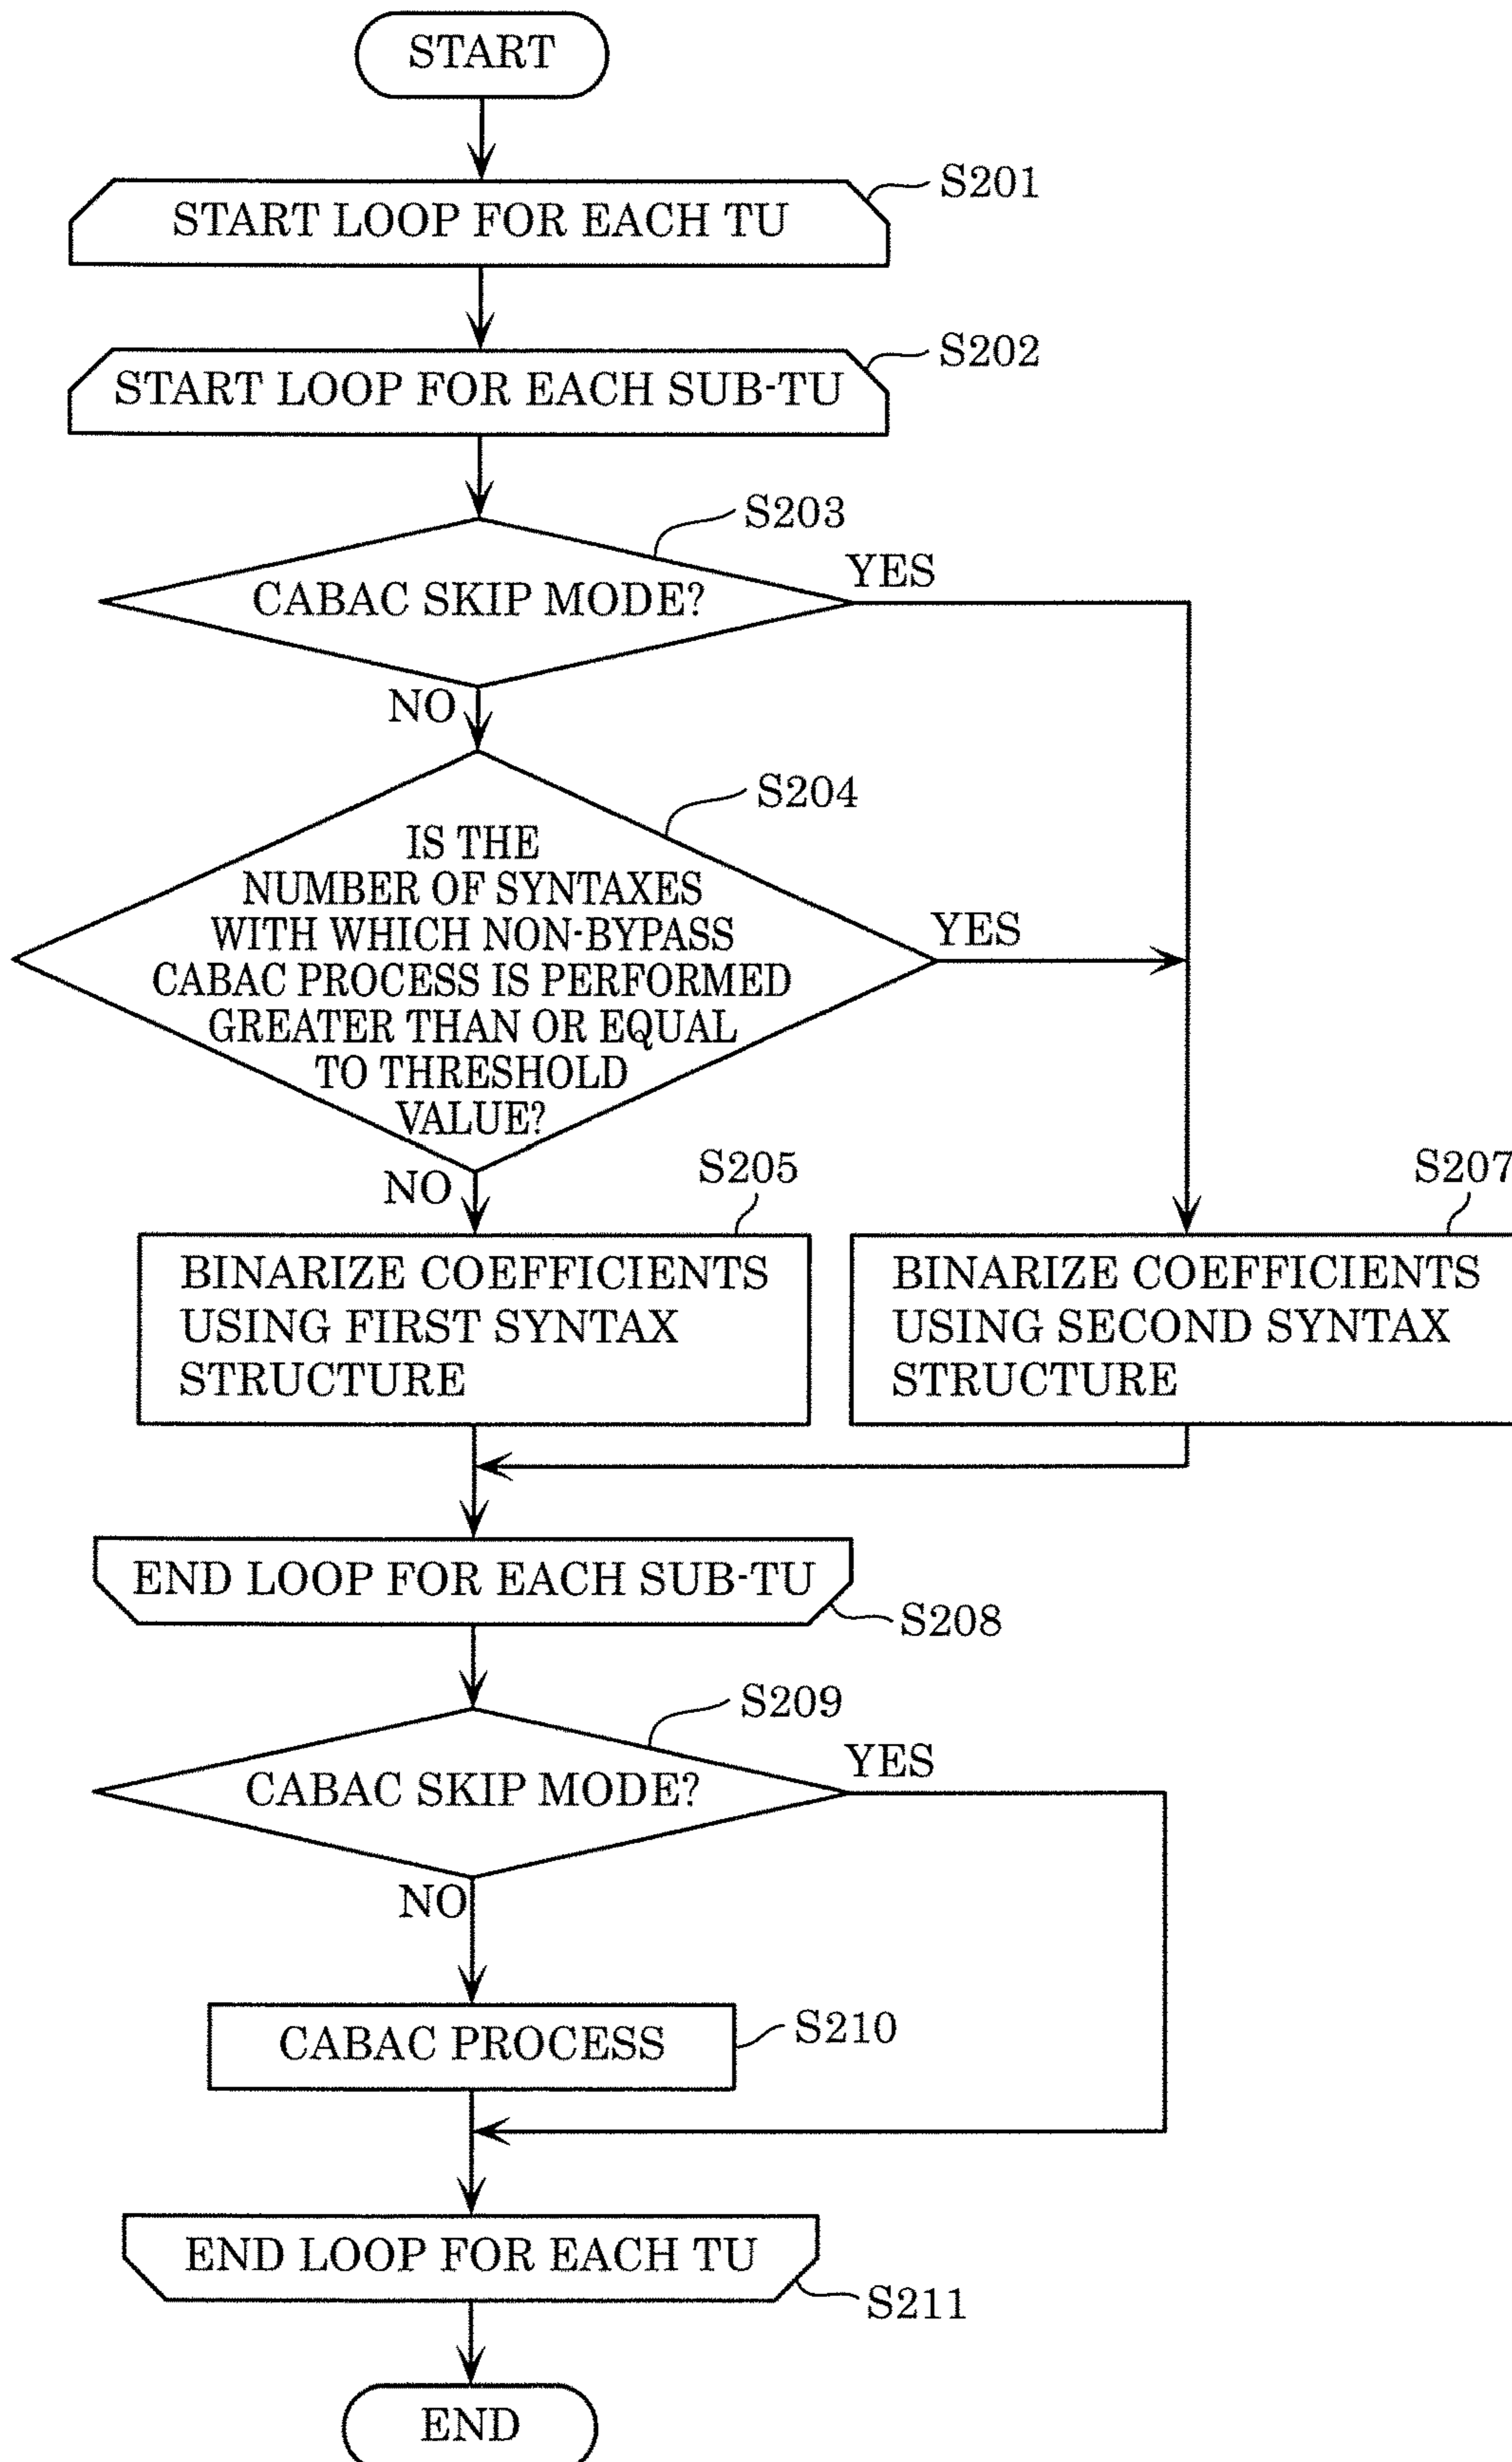 START
START LOOP FOR EACH TU
S201
START LOOP FOR EACH SUB-TU
S202
CABAC SKIP MODE?
S203
YES
NO
IS THE
NUMBER OF SYNTAXES
WITH WHICH NON-BYPASS
CABAC PROCESS IS PERFORMED
GREATER THAN OR EQUAL
TO THRESHOLD
VALUE?
S204
YES
NO
S205
BINARIZE COEFFICIENTS
USING FIRST SYNTAX
STRUCTURE
S207
BINARIZE COEFFICIENTS
USING SECOND SYNTAX
STRUCTURE
END LOOP FOR EACH SUB-TU
S208
CABAC SKIP MODE?
S209
YES
NO
CABAC PROCESS
S210
END LOOP FOR EACH TU
S211
END